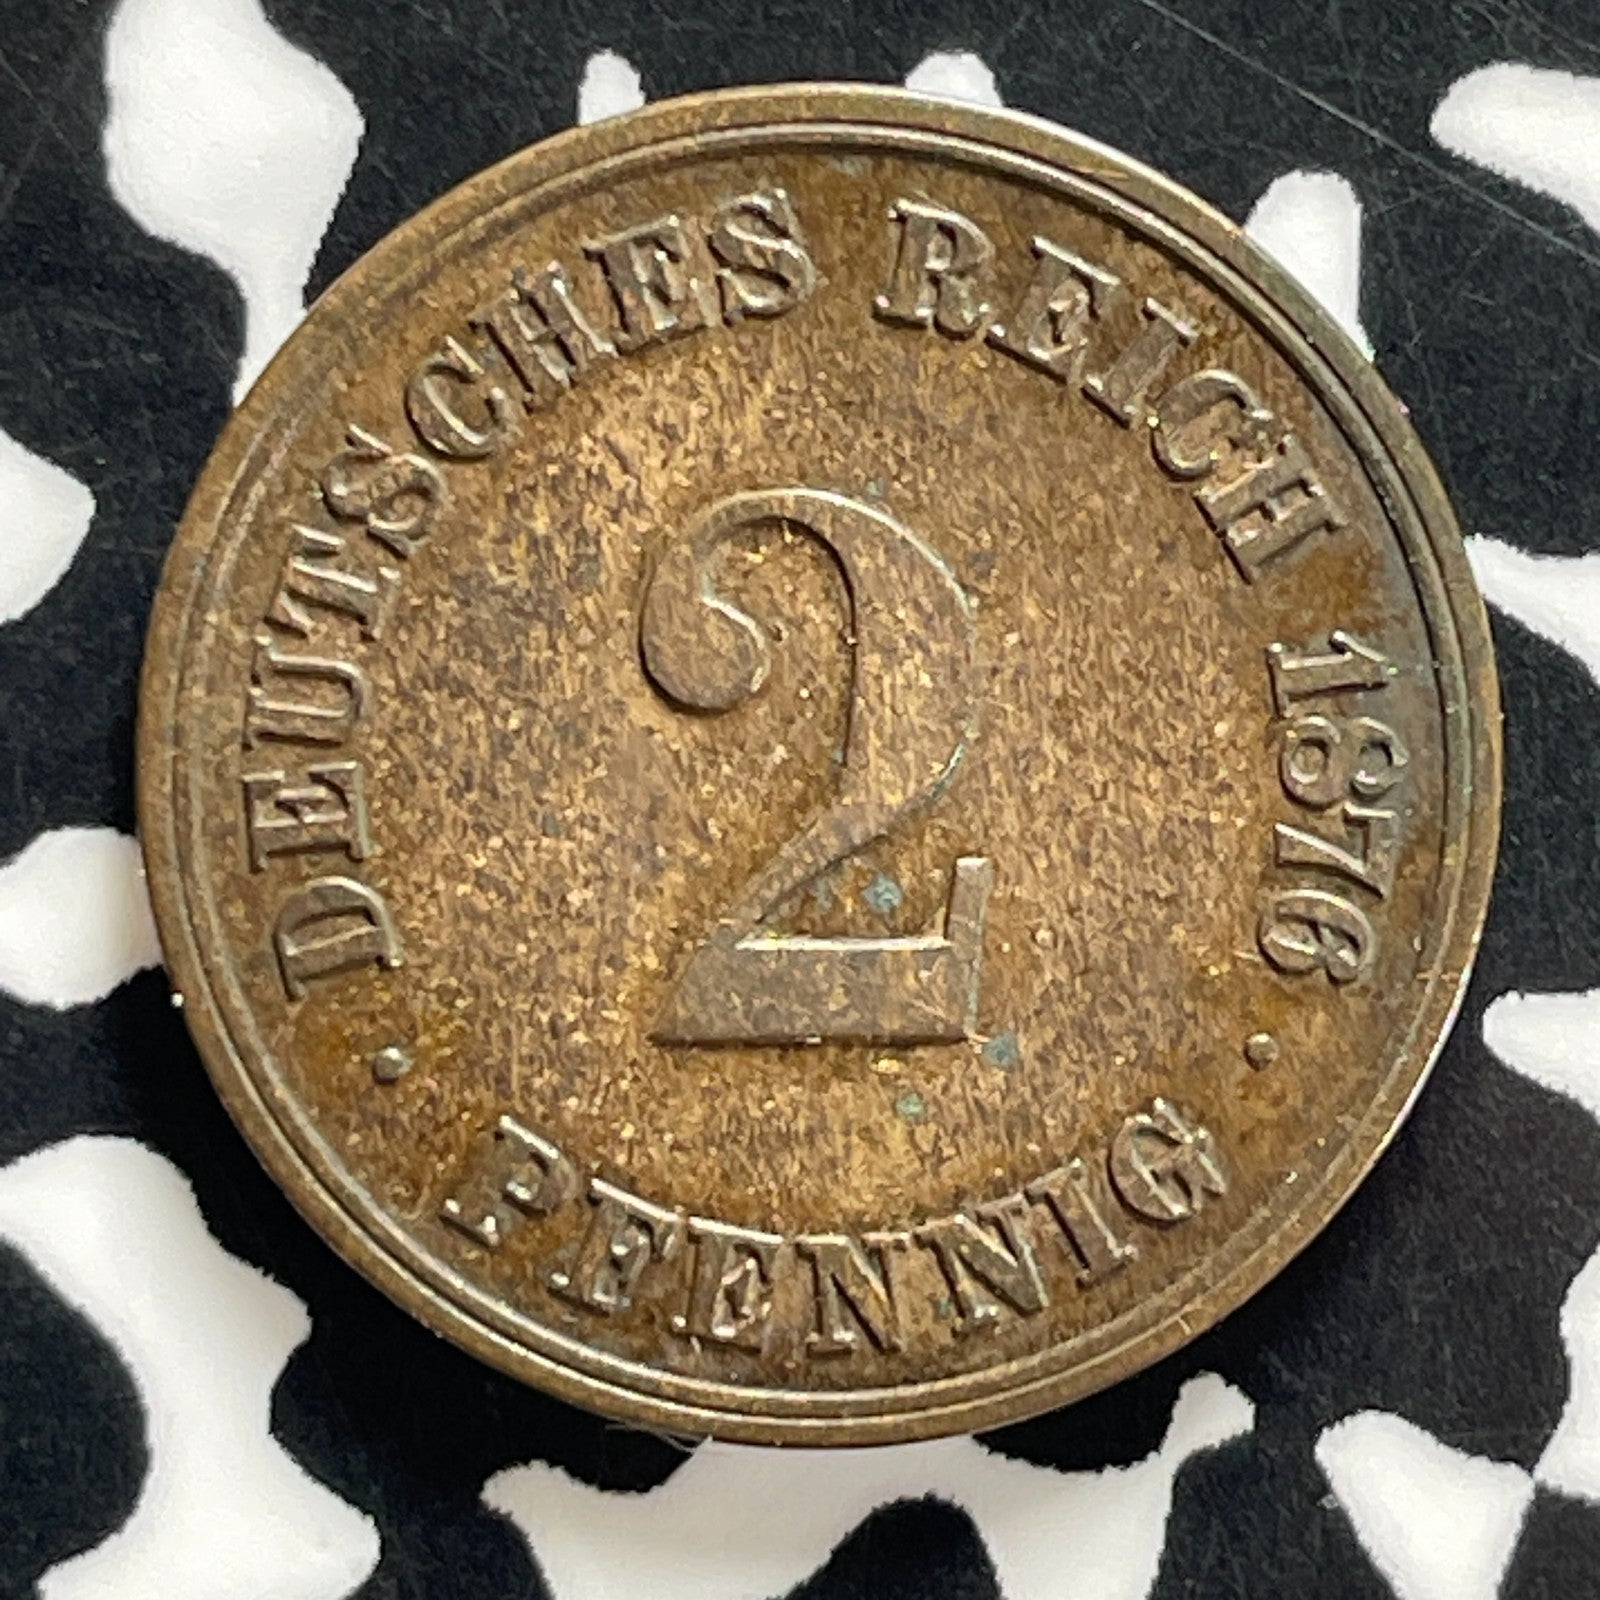 DEUTSCHES REICH 1876
2
· PFENNIG ·